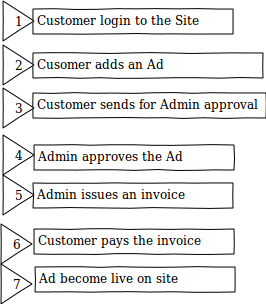 1 Customer login to the Site
2 Cusomer adds an Ad
3 Customer sends for Admin approval
4 Admin approves the Ad
5 Admin issues an invoice
6 Customer pays the invoice
7 Ad become live on site